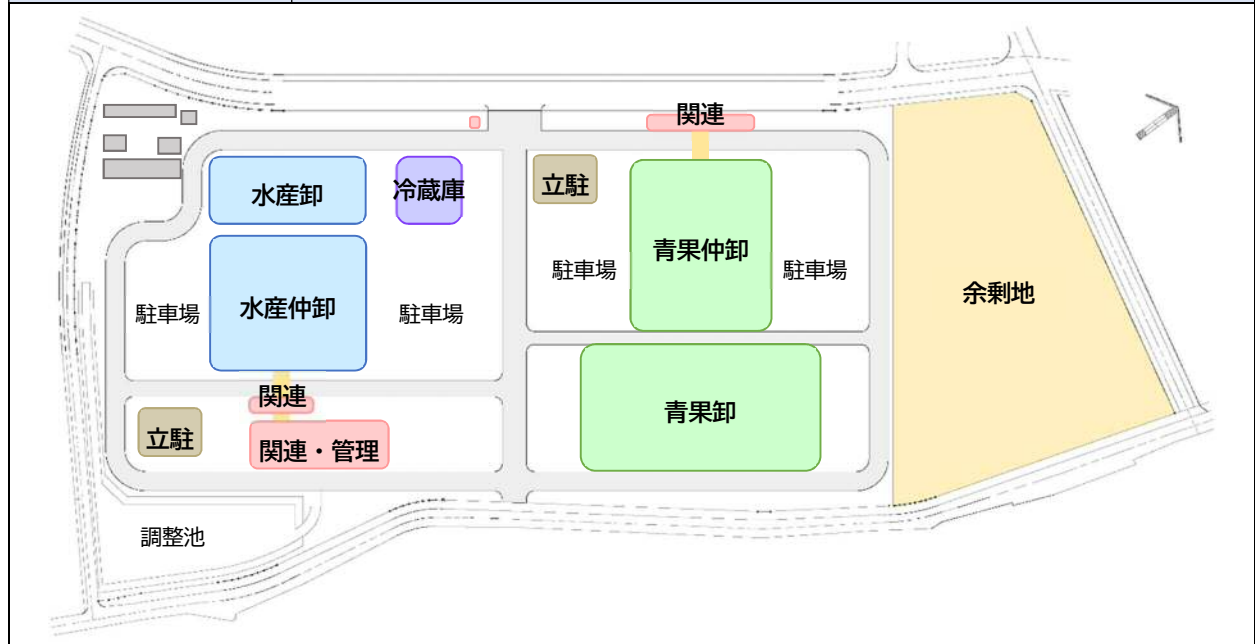 関連
水産卸
冷蔵庫
立駐
青果仲卸
駐車場
駐車場
余剰地
水産仲卸
駐車場
駐車場
関連
青果卸
立駐
関連・管理
調整池